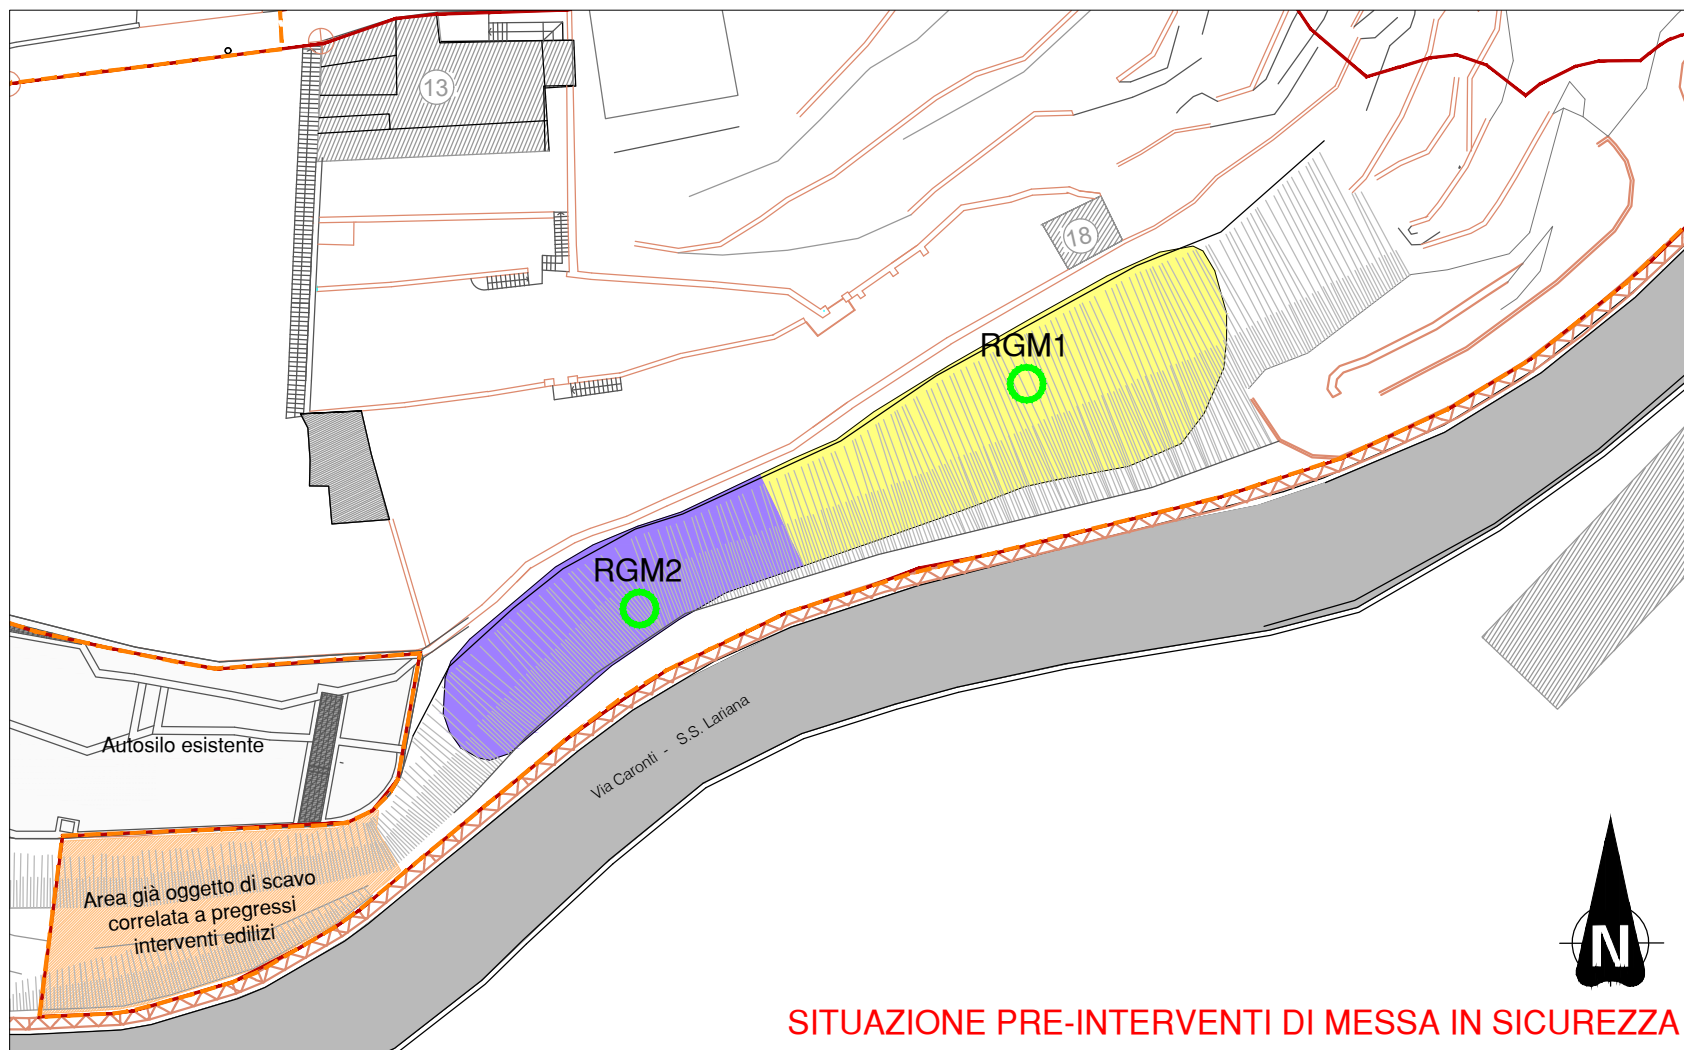 13
18
RGM1
RGM2
Autosilo esistente
Via Caronti - S.S. Lariana
Area già oggetto di scavo
correlata a pregressi
interventi edilizi
N
SITUAZIONE PRE-INTERVENTI DI MESSA IN SICUREZZA